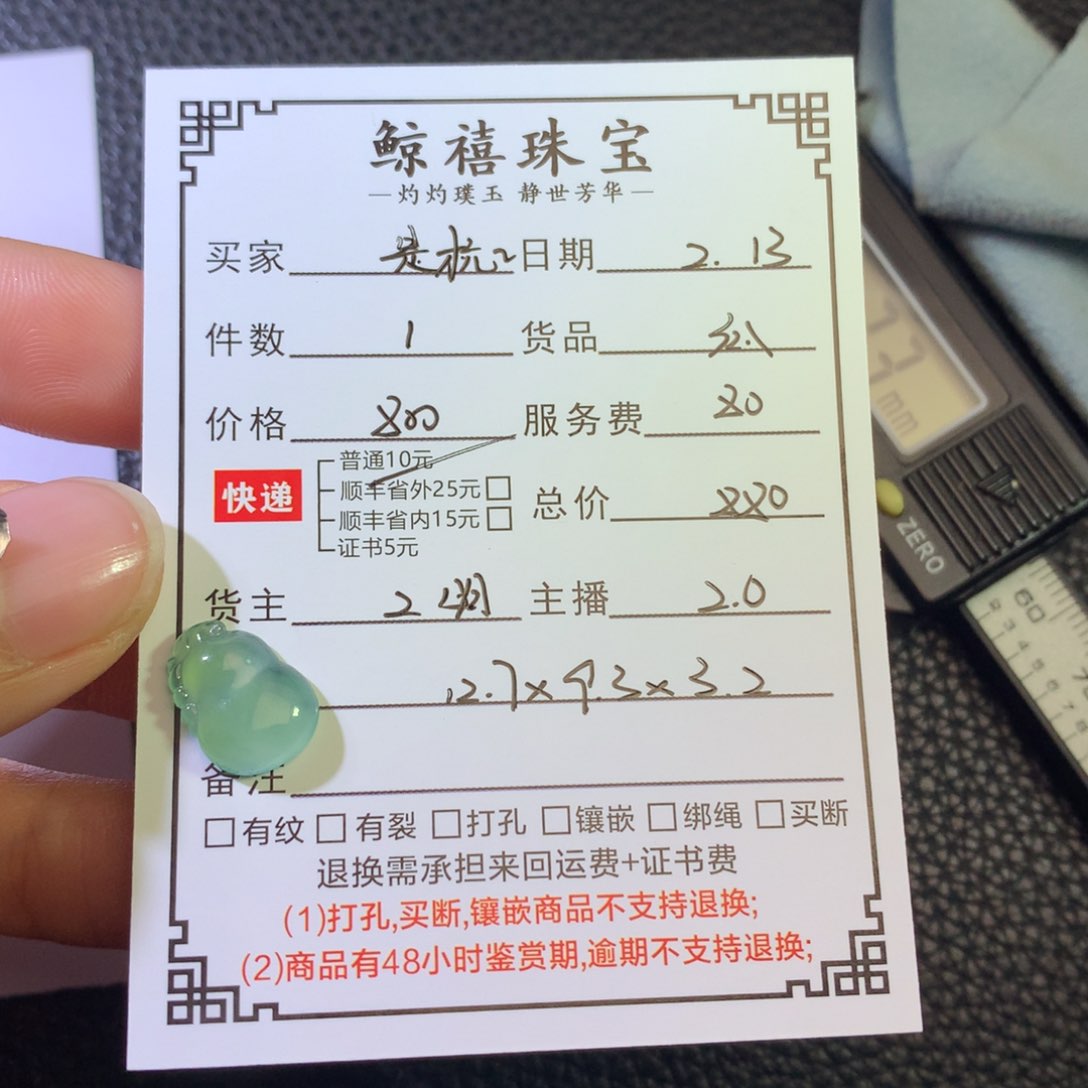 鲸禧珠宝
—灼灼璞玉 静世芳华—
买家 是杭~ 日期 2.13
件数 1 货品
价格 800 服务费 80
快递
普通10元
顺丰省外25元□
顺丰省内15元□
证书5元
总价 880
货主 2 主播 2.0
12.7×9.3×3.2
备注
□有纹 □有裂 □打孔 □镶嵌 □绑绳 □买断
退换需承担来回运费+证书费
(1)打孔,买断,镶嵌商品不支持退换;
(2)商品有48小时鉴赏期,逾期不支持退换;
mm
ZERO
60